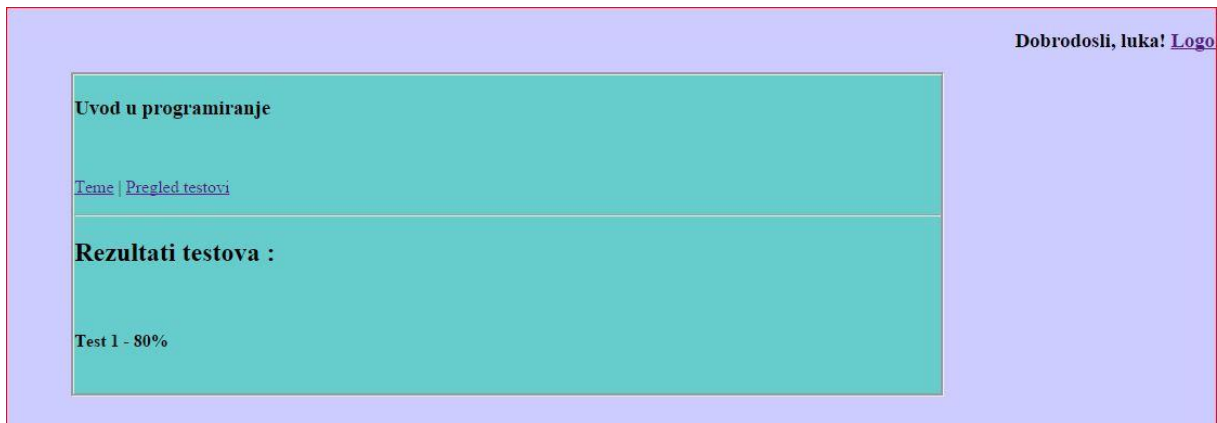 Dobrodosli, luka! Logo
Uvod u programiranje
Teme | Pregled testovi
Rezultati testova :
Test 1 - 80%